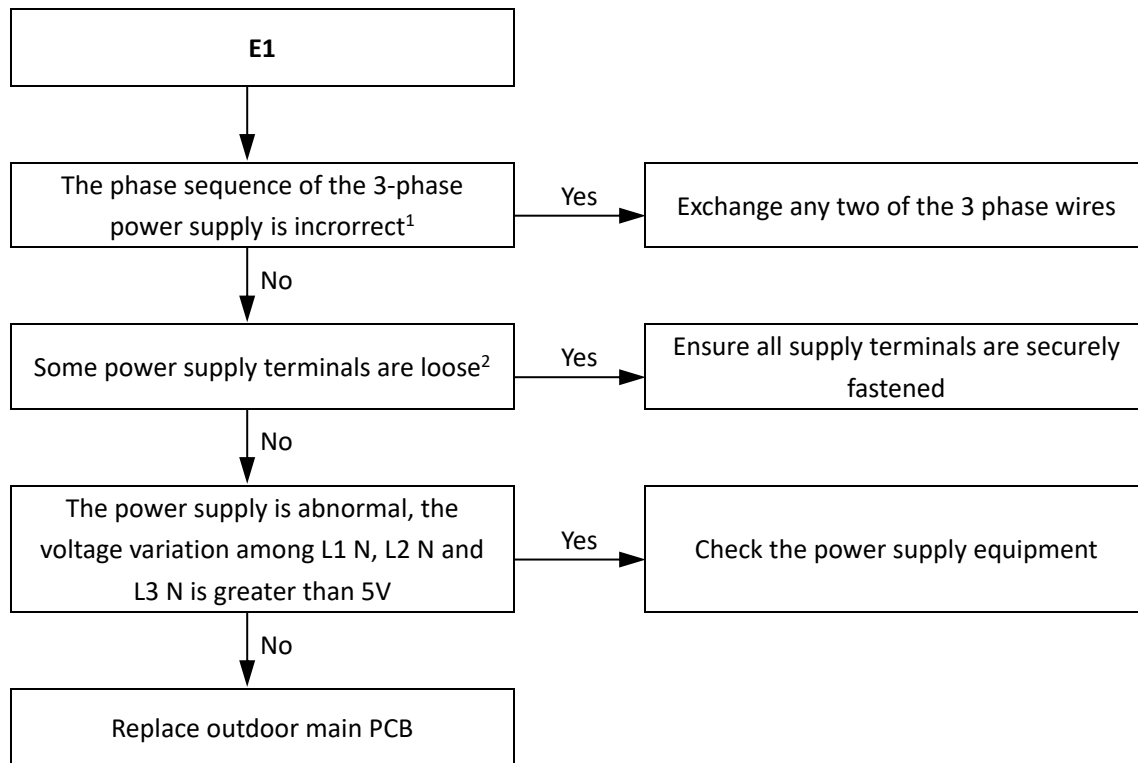 E1
The phase sequence of the 3-phase
power supply is incrorrect¹
Yes
Exchange any two of the 3 phase wires
No
Some power supply terminals are loose²
Yes
Ensure all supply terminals are securely
fastened
No
The power supply is abnormal, the
voltage variation among L1 N, L2 N and
L3 N is greater than 5V
Yes
Check the power supply equipment
No
Replace outdoor main PCB